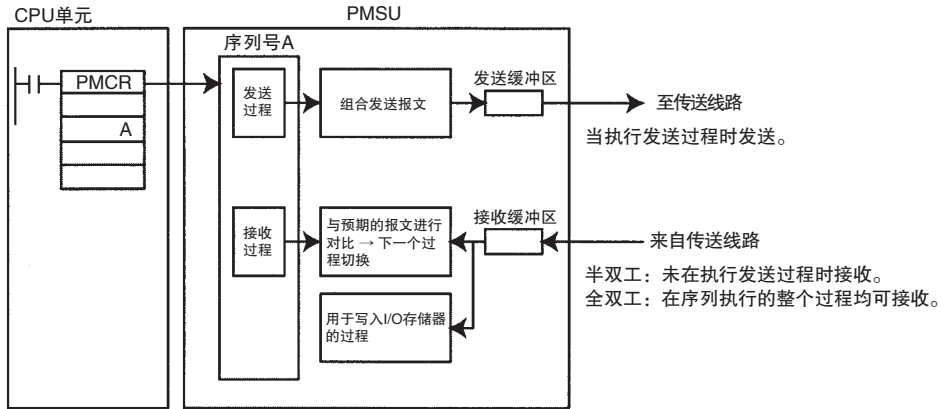 CPU单元
PMSU
序列号A
PMCR
A
发送
过程
组合发送报文
发送缓冲区
至传送线路
当执行发送过程时发送。
接收
过程
与预期的报文进行
对比 → 下一个过
程切换
接收缓冲区
来自传送线路
半双工：未在执行发送过程时接收。
全双工：在序列执行的整个过程均可接收。
用于写入I/O存储器
的过程